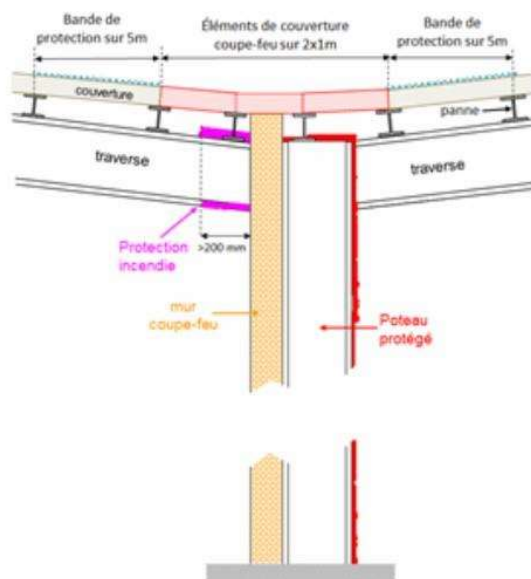 Bande de
protection sur 5m
Éléments de couverture
coupe-feu sur 2x1m
Bande de
protection sur 5m
couverture
panne
traverse
traverse
Protection
incendie
>200 mm
mur
coupe-feu
Poteau
protégé